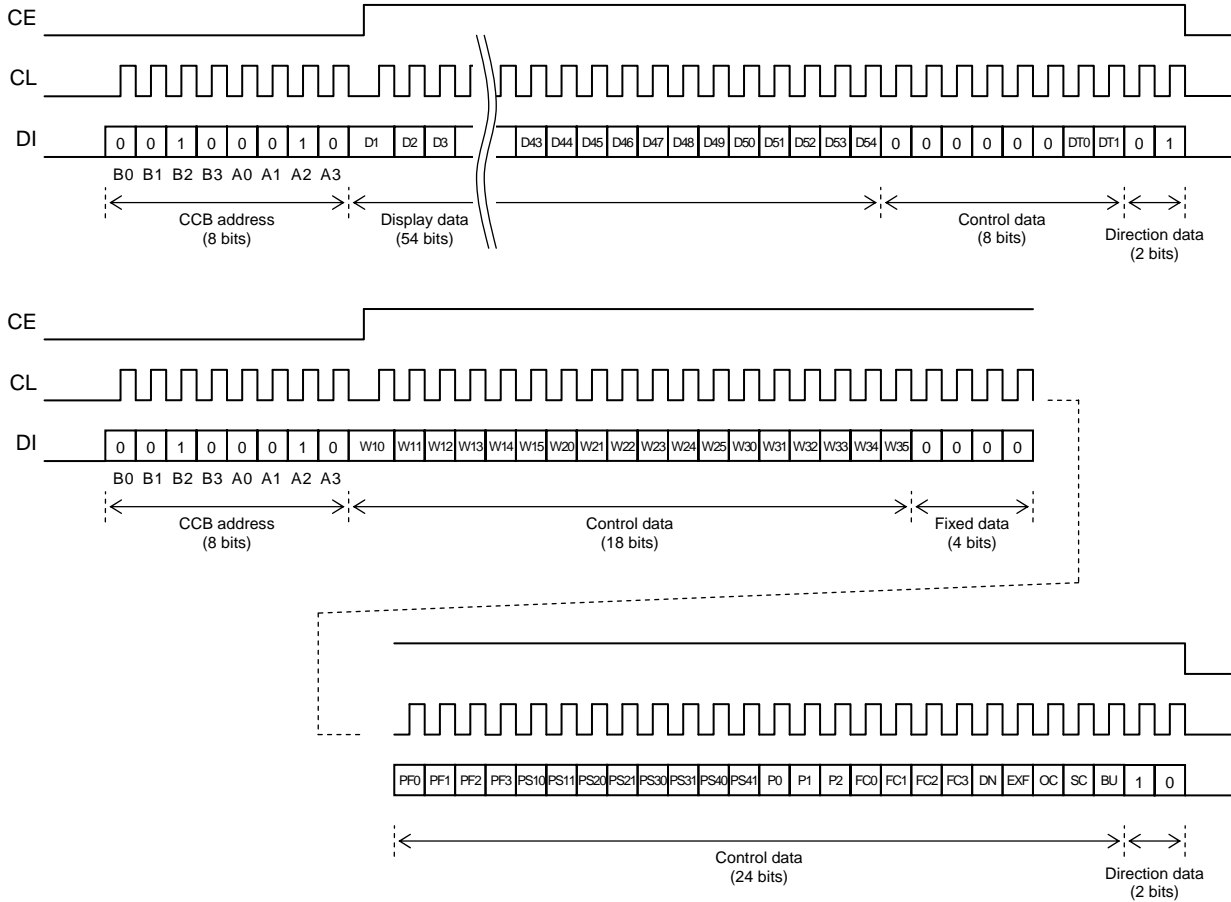 CE
CL
DI 0 0 1 0 0 0 1 0 D1 D2 D3 D43 D44 D45 D46 D47 D48 D49 D50 D51 D52 D53 D54 0 0 0 0 0 0 DT0 DT1 0 1
B0 B1 B2 B3 A0 A1 A2 A3
CCB address Display data Control data Direction data
(8 bits) (54 bits) (8 bits) (2 bits)
CE
CL
DI 0 0 1 0 0 0 1 0 W10 W11 W12 W13 W14 W15 W20 W21 W22 W23 W24 W25 W30 W31 W32 W33 W34 W35 0 0 0 0
B0 B1 B2 B3 A0 A1 A2 A3
CCB address Control data Fixed data
(8 bits) (18 bits) (4 bits)
PF0 PF1 PF2 PF3 PS10 PS11 PS20 PS21 PS30 PS31 PS40 PS41 P0 P1 P2 FC0 FC1 FC2 FC3 DN EXF OC SC BU 1 0
Control data Direction data
(24 bits) (2 bits)